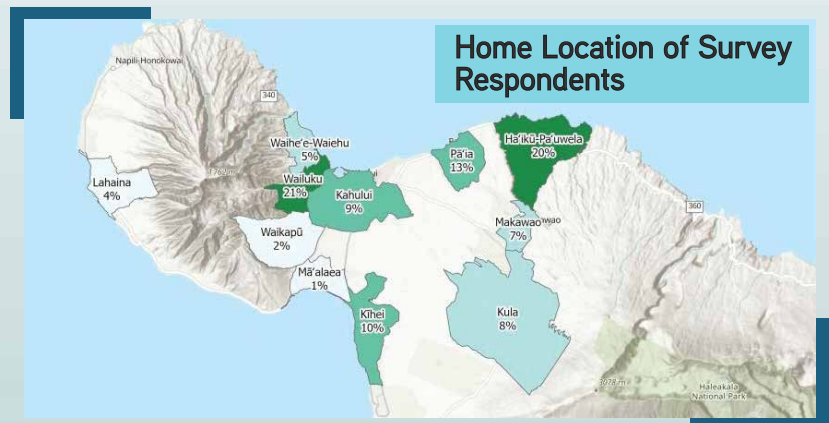 Home Location of Survey
Respondents
Napili-Honokowai
340
Waihe'e-Waiehu
5%
Wailuku
21%
Kahului
9%
Lahaina
4%
Waikapū
2%
Mā'alaea
1%
Kīhei
10%
Pā'ia
13%
Ha'ikū-Pa'uwela
20%
360
Makawao
7%
Kula
8%
3078 m
Haleakala
National Park